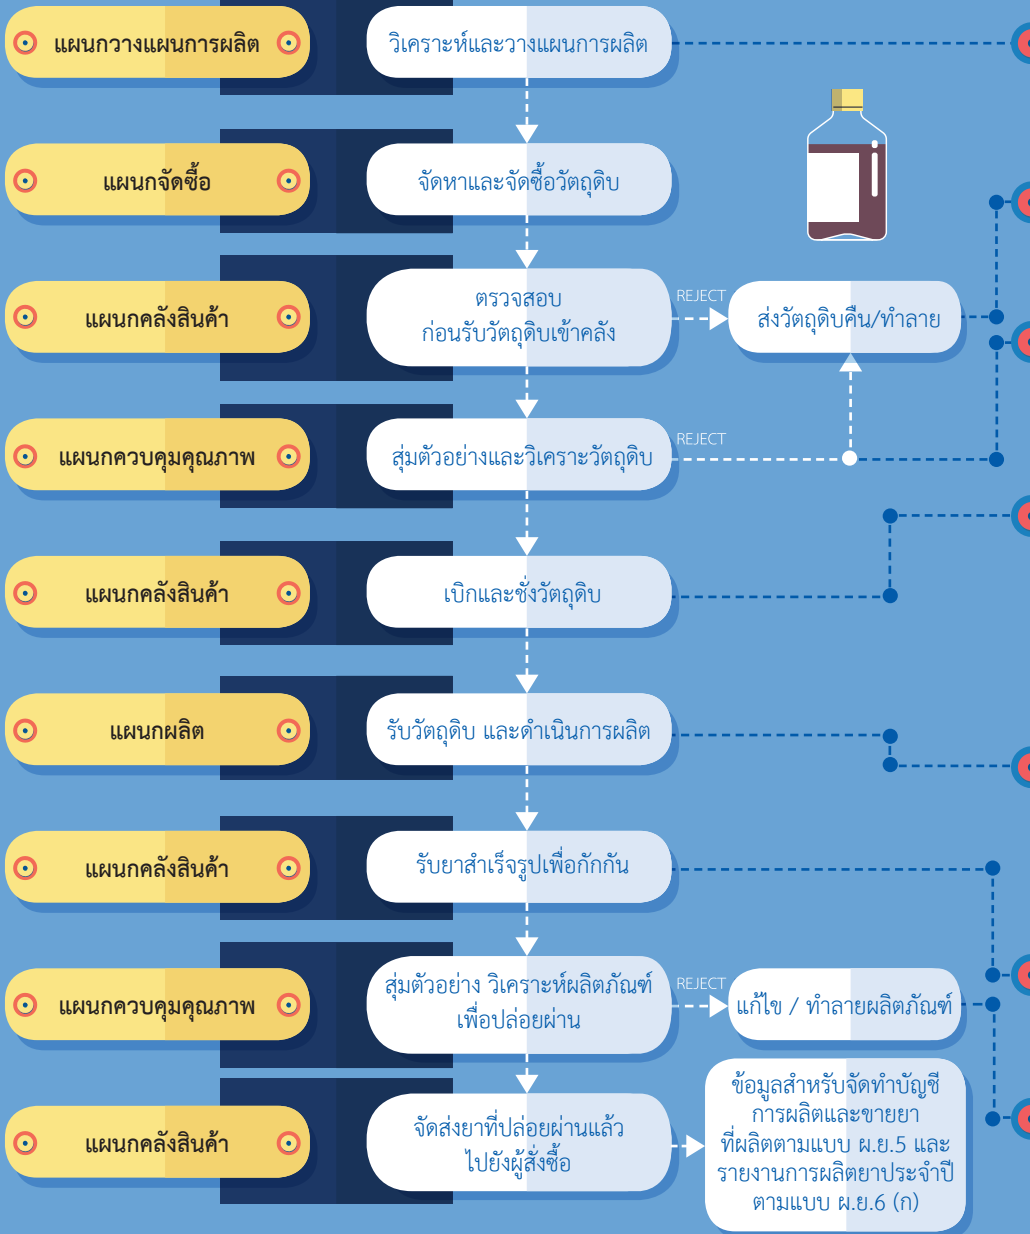 แผนกวางแผนการผลิต
วิเคราะห์และวางแผนการผลิต
แผนกจัดซื้อ
จัดหาและจัดซื้อวัตถุดิบ
แผนกคลังสินค้า
ตรวจสอบ
ก่อนรับวัตถุดิบเข้าคลัง
REJECT
ส่งวัตถุดิบคืน/ทำลาย
แผนกควบคุมคุณภาพ
สุ่มตัวอย่างและวิเคราะวัตถุดิบ
REJECT
แผนกคลังสินค้า
เบิกและชั่งวัตถุดิบ
แผนกผลิต
รับวัตถุดิบ และดำเนินการผลิต
แผนกคลังสินค้า
รับยาสำเร็จรูปเพื่อกักกัน
แผนกควบคุมคุณภาพ
สุ่มตัวอย่าง วิเคราะห์ผลิตภัณฑ์
เพื่อปล่อยผ่าน
REJECT
แก้ไข / ทำลายผลิตภัณฑ์
แผนกคลังสินค้า
จัดส่งยาที่ปล่อยผ่านแล้ว
ไปยังผู้สั่งซื้อ
ข้อมูลสำหรับจัดทำบัญชี
การผลิตและขายยา
ที่ผลิตตามแบบ ผ.ย.5 และ
รายงานการผลิตยาประจำปี
ตามแบบ ผ.ย.6 (ก)